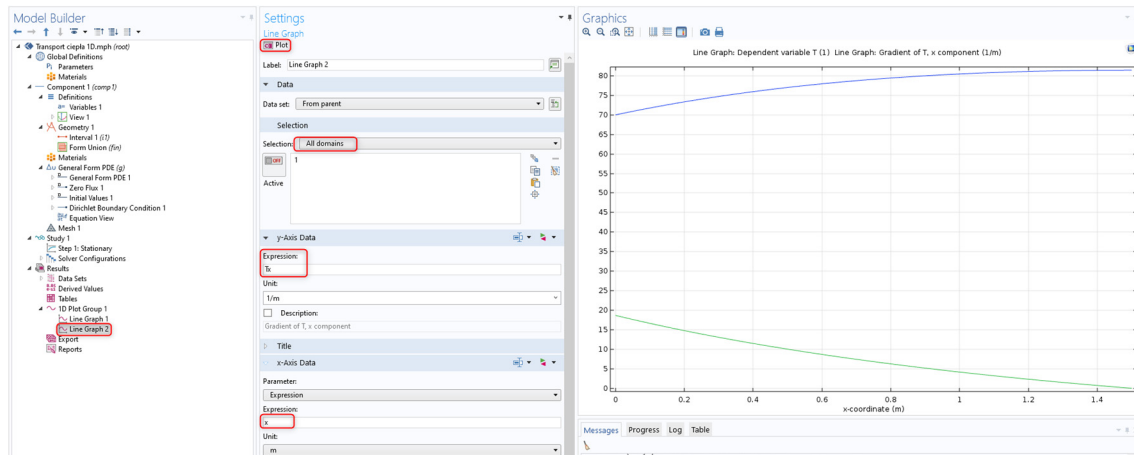 Model Builder
Transport ciepła 1D.mph (root)
Global Definitions
Pi Parameters
Materials
Component 1 (comp1)
Definitions
a= Variables 1
View 1
Geometry 1
Interval 1 (i1)
Form Union (fin)
Materials
Δu General Form PDE (g)
General Form PDE 1
Zero Flux 1
Initial Values 1
Dirichlet Boundary Condition 1
Equation View
Mesh 1
Study 1
Step 1: Stationary
Solver Configurations
Results
Data Sets
Derived Values
Tables
1D Plot Group 1
Line Graph 1
Line Graph 2
Export
Reports
Settings
Line Graph
Plot
Label: Line Graph 2
Data
Data set: From parent
Selection
Selection: All domains
OFF
1
Active
y-Axis Data
Expression:
Tx
Unit:
1/m
Description:
Gradient of T, x component
Title
x-Axis Data
Parameter:
Expression
Expression:
x
Unit:
m
Graphics
Line Graph: Dependent variable T (1) Line Graph: Gradient of T, x component (1/m)
80
75
70
65
60
55
50
45
40
35
30
25
20
15
10
5
0
0 0.2 0.4 0.6 0.8 1 1.2 1.4
x-coordinate (m)
Messages Progress Log Table